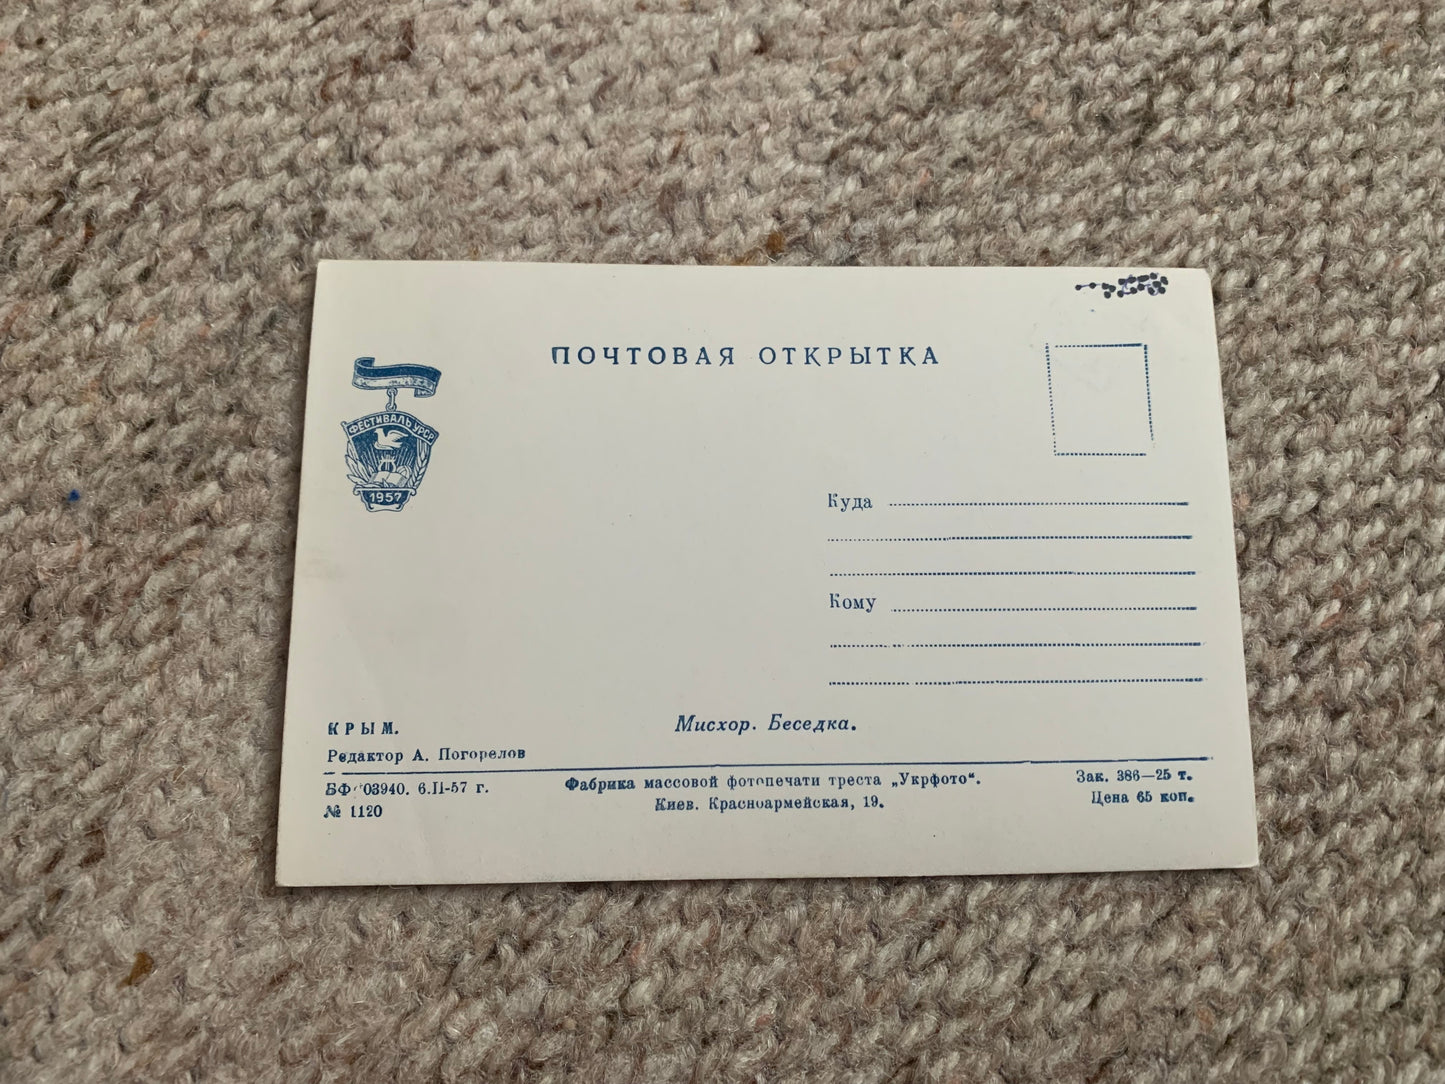 ПОЧТОВАЯ ОТКРЫТКА
ФЕСТИВАЛЬ УРСР
1957
Куда
Кому
КРЫМ.
Мисхор. Беседка.
Редактор А. Погорелов
БФ 03940. 6.II-57 г.
Фабрика массовой фотопечати треста „Укрфото“.
Зак. 386—25 т.
№ 1120
Киев. Красноармейская, 19.
Цена 65 коп.